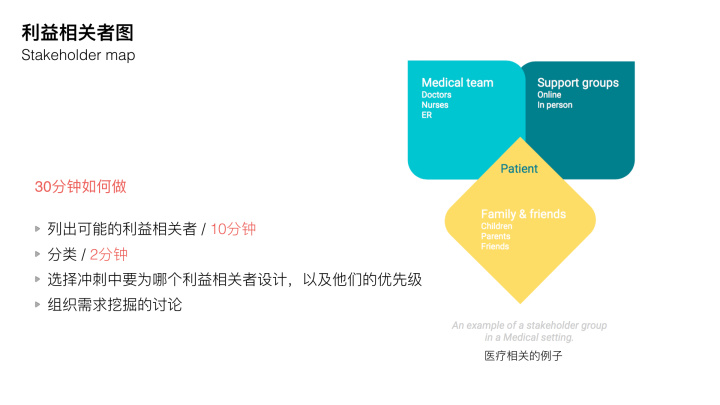 利益相关者图
Stakeholder map
30分钟如何做
列出可能的利益相关者 / 10分钟
分类 / 2分钟
选择冲刺中要为哪个利益相关者设计，以及他们的优先级
组织需求挖掘的讨论
Medical team
Doctors
Nurses
ER
Support groups
Online
In person
Patient
Family & friends
Children
Parents
Friends
An example of a stakeholder group
in a Medical setting.
医疗相关的例子